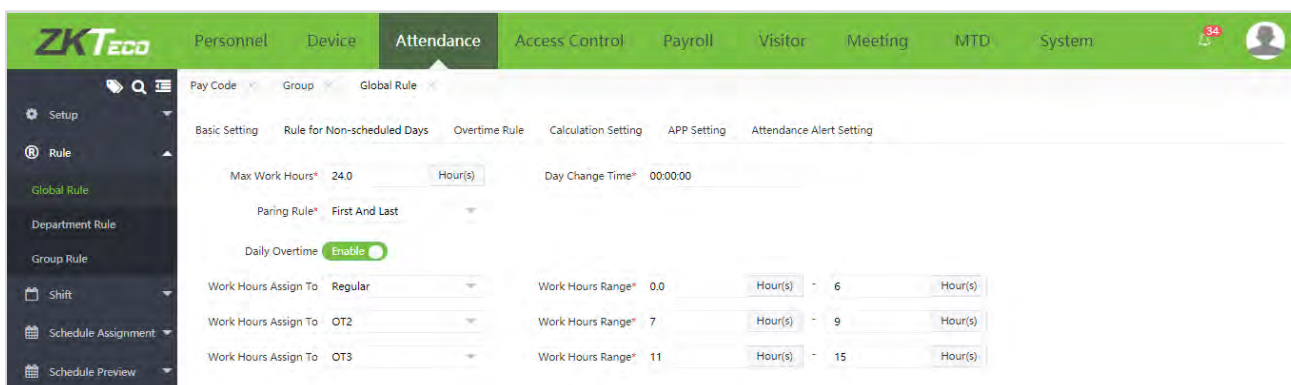 ZKTeco Personnel Device Attendance Access Control Payroll Visitor Meeting MTD System 34
Pay Code × Group × Global Rule ×
Setup
Basic Setting Rule for Non-scheduled Days Overtime Rule Calculation Setting APP Setting Attendance Alert Setting
® Rule
Max Work Hours* 24.0 Hour(s) Day Change Time* 00:00:00
Global Rule
Paring Rule* First And Last
Department Rule
Daily Overtime Enable
Group Rule
Work Hours Assign To Regular Work Hours Range* 0.0 Hour(s) - 6 Hour(s)
Shift
Work Hours Assign To OT2 Work Hours Range* 7 Hour(s) - 9 Hour(s)
Schedule Assignment
Work Hours Assign To OT3 Work Hours Range* 11 Hour(s) - 15 Hour(s)
Schedule Preview